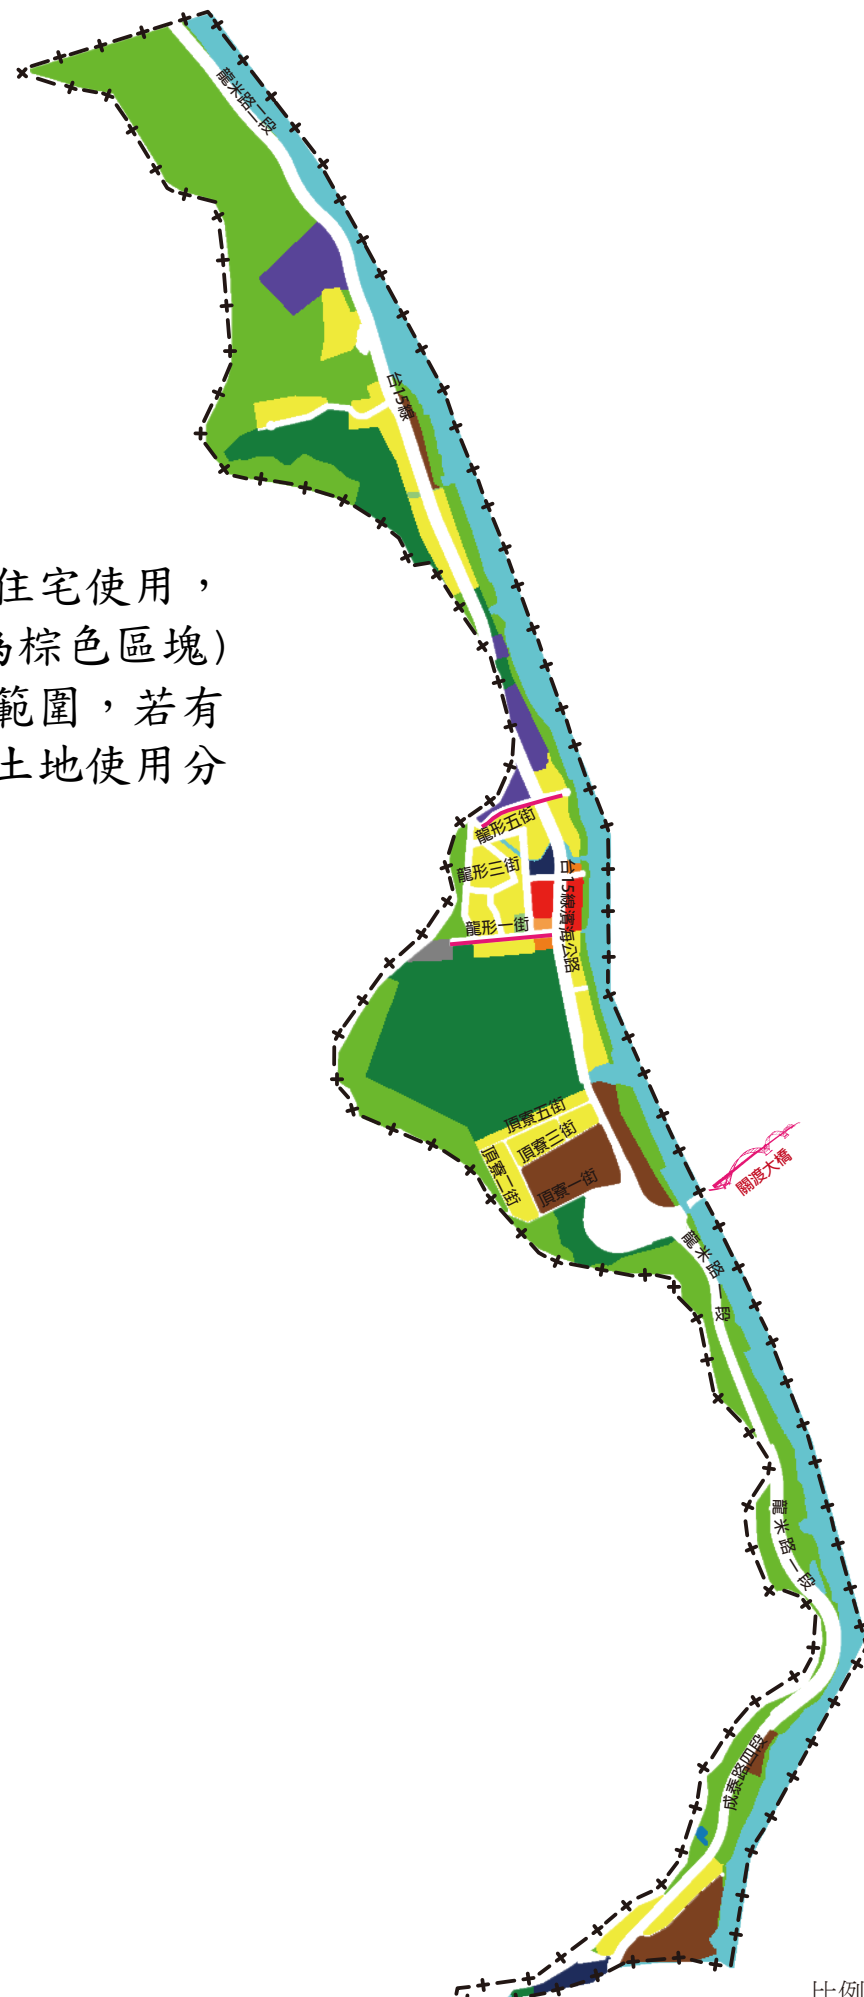 龍米路二段
台15線
住宅使用，
為棕色區塊)
範圍，若有
土地使用分
龍形五街
龍形三街
台15線濱海公路
龍形一街
頂寮五街
頂寮三街
頂寮二街
頂寮一街
關渡大橋
龍米路一段
龍米路一段
成泰路四段
比例